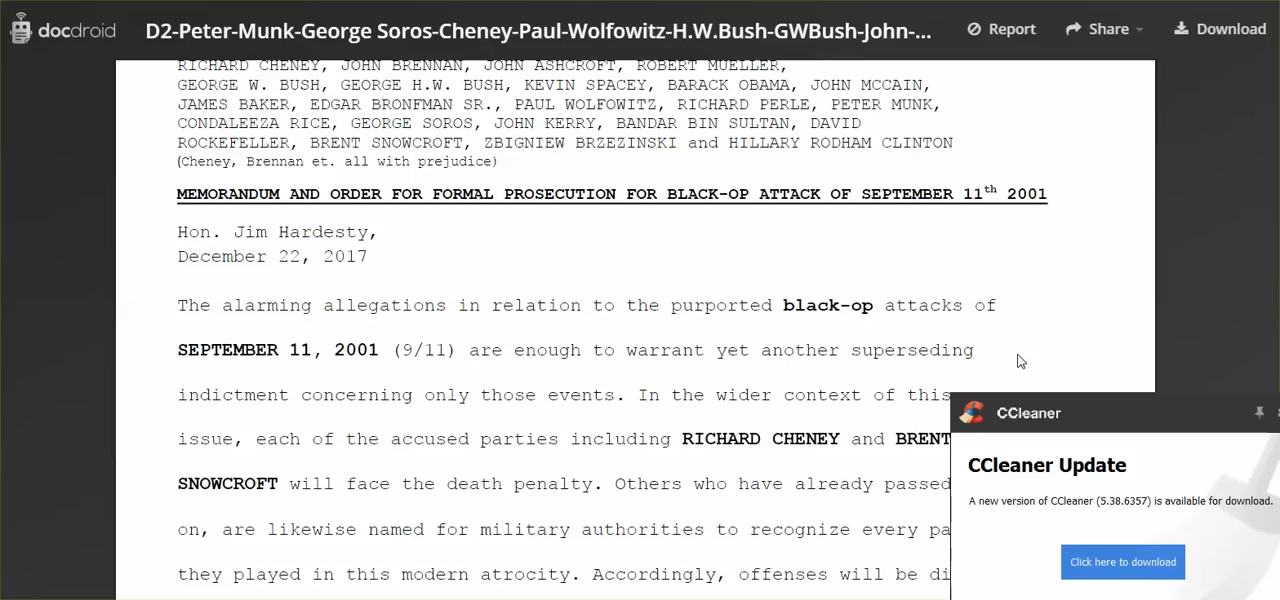 docdroid
D2-Peter-Munk-George Soros-Cheney-Paul-Wolfowitz-H.W.Bush-GWBush-John-...
Report
Share
Download
RICHARD CHENEY, JOHN BRENNAN, JOHN ASHCROFT, ROBERT MUELLER,
GEORGE W. BUSH, GEORGE H.W. BUSH, KEVIN SPACEY, BARACK OBAMA, JOHN MCCAIN,
JAMES BAKER, EDGAR BRONFMAN SR., PAUL WOLFOWITZ, RICHARD PERLE, PETER MUNK,
CONDALEEZA RICE, GEORGE SOROS, JOHN KERRY, BANDAR BIN SULTAN, DAVID
ROCKEFELLER, BRENT SNOWCROFT, ZBIGNIEW BRZEZINSKI and HILLARY RODHAM CLINTON
(Cheney, Brennan et. all with prejudice)
MEMORANDUM AND ORDER FOR FORMAL PROSECUTION FOR BLACK-OP ATTACK OF SEPTEMBER 11th 2001
Hon. Jim Hardesty,
December 22, 2017
The alarming allegations in relation to the purported black-op attacks of
SEPTEMBER 11, 2001 (9/11) are enough to warrant yet another superseding
indictment concerning only those events. In the wider context of this
issue, each of the accused parties including RICHARD CHENEY and BRENT
SNOWCROFT will face the death penalty. Others who have already passed
on, are likewise named for military authorities to recognize every pa
they played in this modern atrocity. Accordingly, offenses will be di
CCleaner
CCleaner Update
A new version of CCleaner (5.38.6357) is available for download.
Click here to download